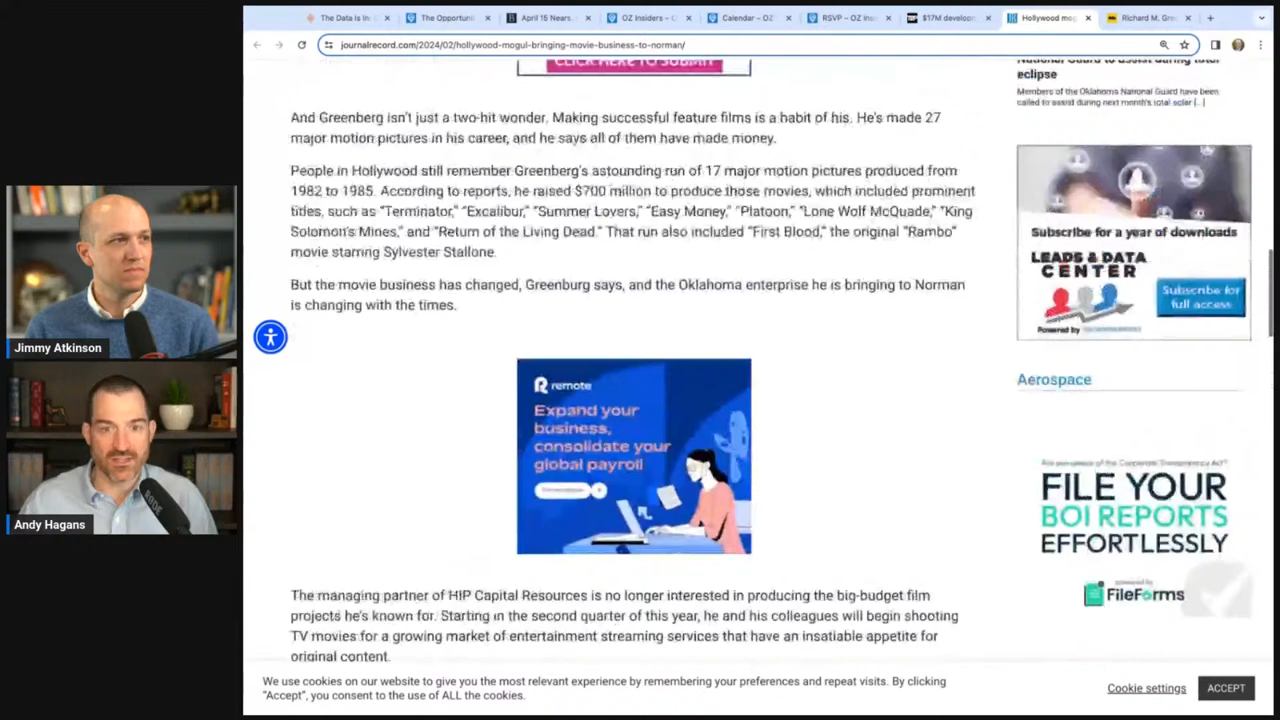 The Data Is In:
The Opportuni
April 15 Nears.
OZ Insiders – O
Calendar – OZ
RSVP – OZ Insi
$17M develop
Hollywood mog
Richard M. Gre
journalrecord.com/2024/02/hollywood-mogul-bringing-movie-business-to-norman/
CLICK HERE TO SUBMIT
And Greenberg isn't just a two-hit wonder. Making successful feature films is a habit of his. He's made 27
major motion pictures in his career, and he says all of them have made money.
People in Hollywood still remember Greenberg's astounding run of 17 major motion pictures produced from
1982 to 1985. According to reports, he raised $700 million to produce those movies, which included prominent
titles, such as "Terminator," "Excalibur," "Summer Lovers," "Easy Money," "Platoon," "Lone Wolf McQuade," "King
Solomon's Mines," and "Return of the Living Dead." That run also included "First Blood," the original "Rambo"
movie starring Sylvester Stallone.
But the movie business has changed, Greenburg says, and the Oklahoma enterprise he is bringing to Norman
is changing with the times.
remote
Expand your
business,
consolidate your
global payroll
The managing partner of HIP Capital Resources is no longer interested in producing the big-budget film
projects he's known for. Starting in the second quarter of this year, he and his colleagues will begin shooting
TV movies for a growing market of entertainment streaming services that have an insatiable appetite for
original content.
National Guard to assist during total
eclipse
Members of the Oklahoma National Guard have been
called to assist during next month's total solar [...]
Subscribe for a year of downloads
LEADS & DATA
CENTER
Subscribe for
full access
Powered by
Aerospace
FILE YOUR
BOI REPORTS
EFFORTLESSLY
powered by
FileForms
We use cookies on our website to give you the most relevant experience by remembering your preferences and repeat visits. By clicking
"Accept", you consent to the use of ALL the cookies.
Cookie settings
ACCEPT
Jimmy Atkinson
RODE
Andy Hagans